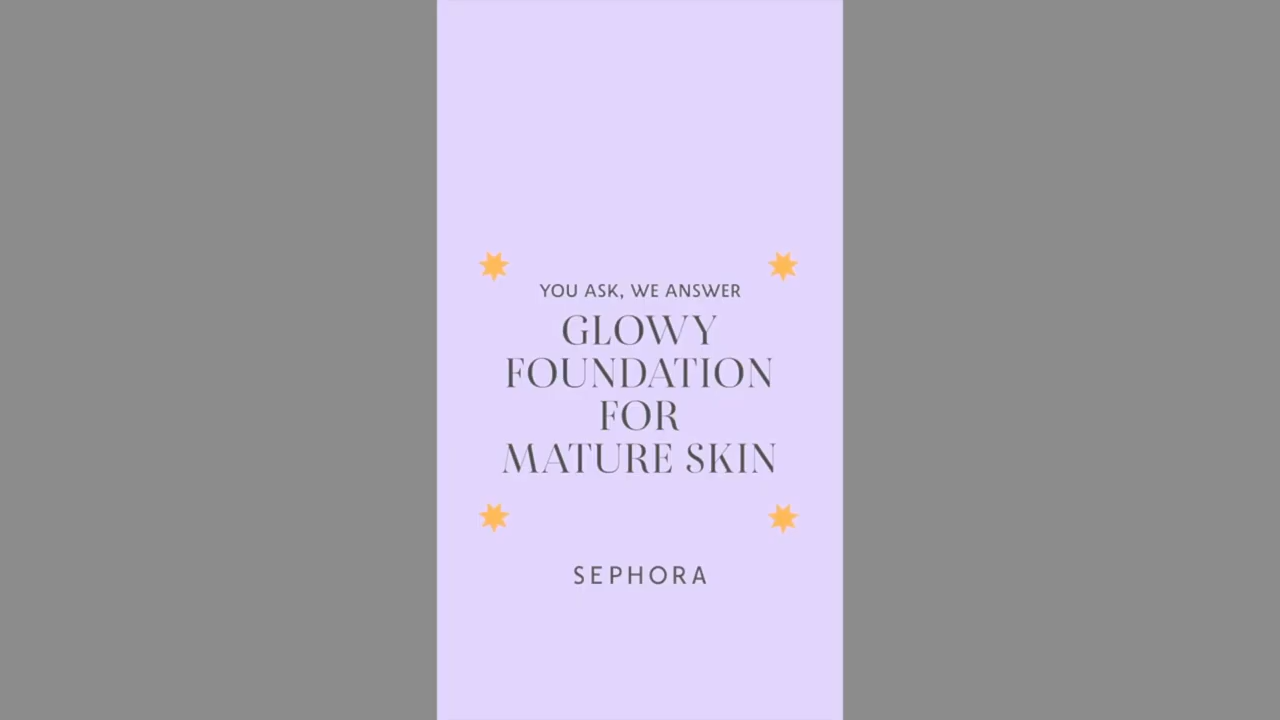 YOU ASK, WE ANSWER
GLOWY
FOUNDATION
FOR
MATURE SKIN
SEPHORA